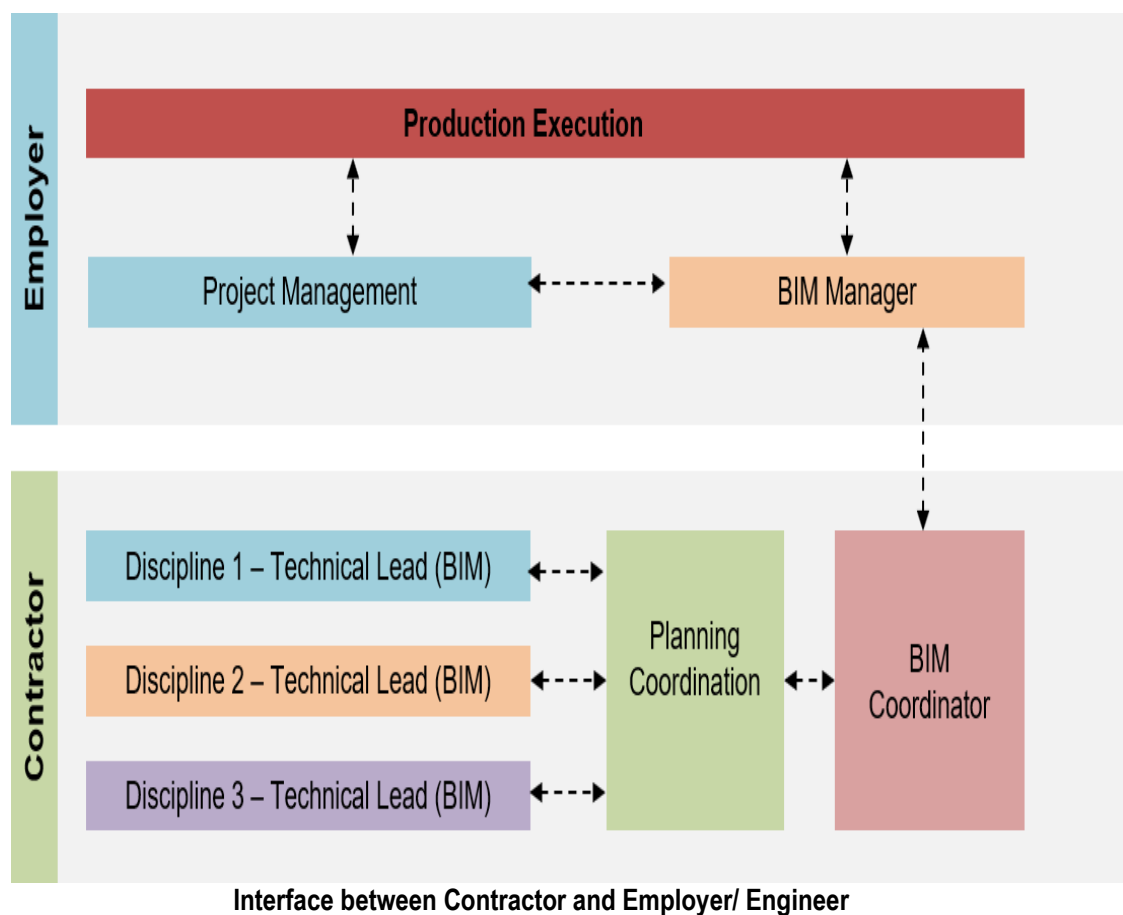 Employer
Production Execution
Project Management
BIM Manager
Contractor
Discipline 1 – Technical Lead (BIM)
Discipline 2 – Technical Lead (BIM)
Discipline 3 – Technical Lead (BIM)
Planning
Coordination
BIM
Coordinator
Interface between Contractor and Employer/ Engineer